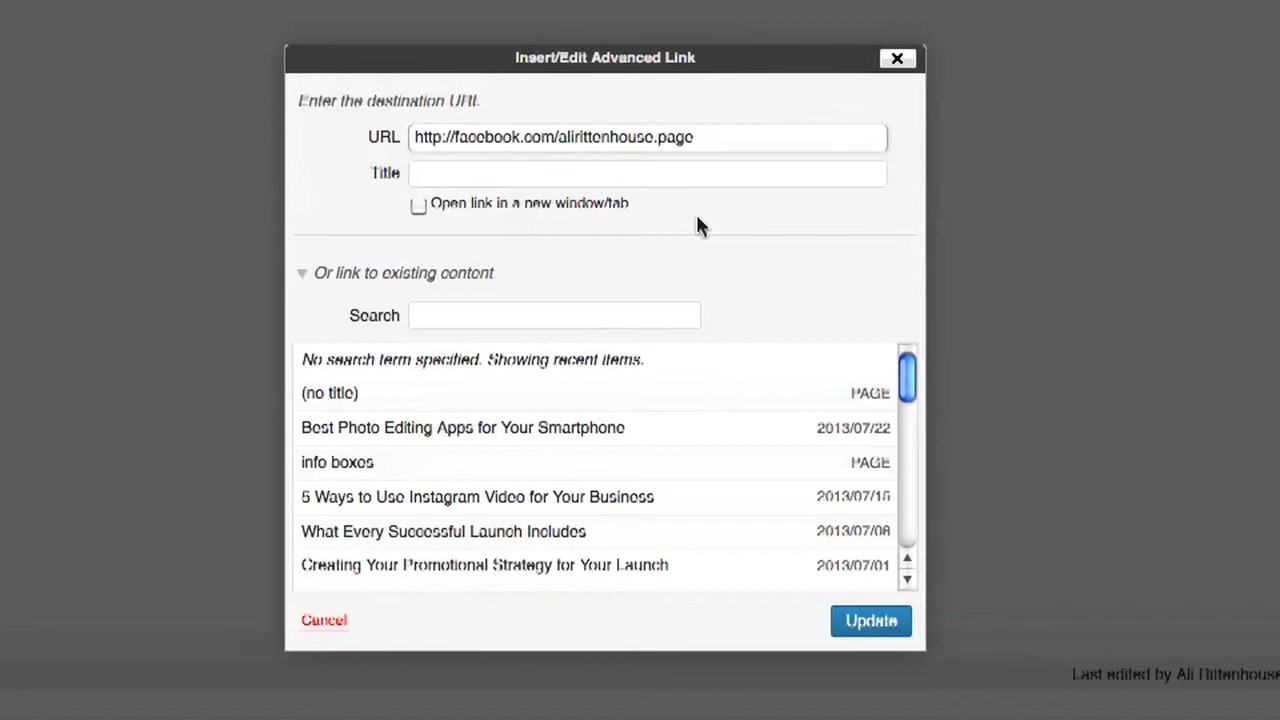 Insert/Edit Advanced Link
Enter the destination URL
URL http://facebook.com/alirittenhouse.page
Title
Open link in a new window/tab
Or link to existing content
Search
No search term specified. Showing recent items.
(no title) PAGE
Best Photo Editing Apps for Your Smartphone 2013/07/22
info boxes PAGE
5 Ways to Use Instagram Video for Your Business 2013/07/15
What Every Successful Launch Includes 2013/07/08
Creating Your Promotional Strategy for Your Launch 2013/07/01
Cancel Update
Last edited by Ali Rittenhouse